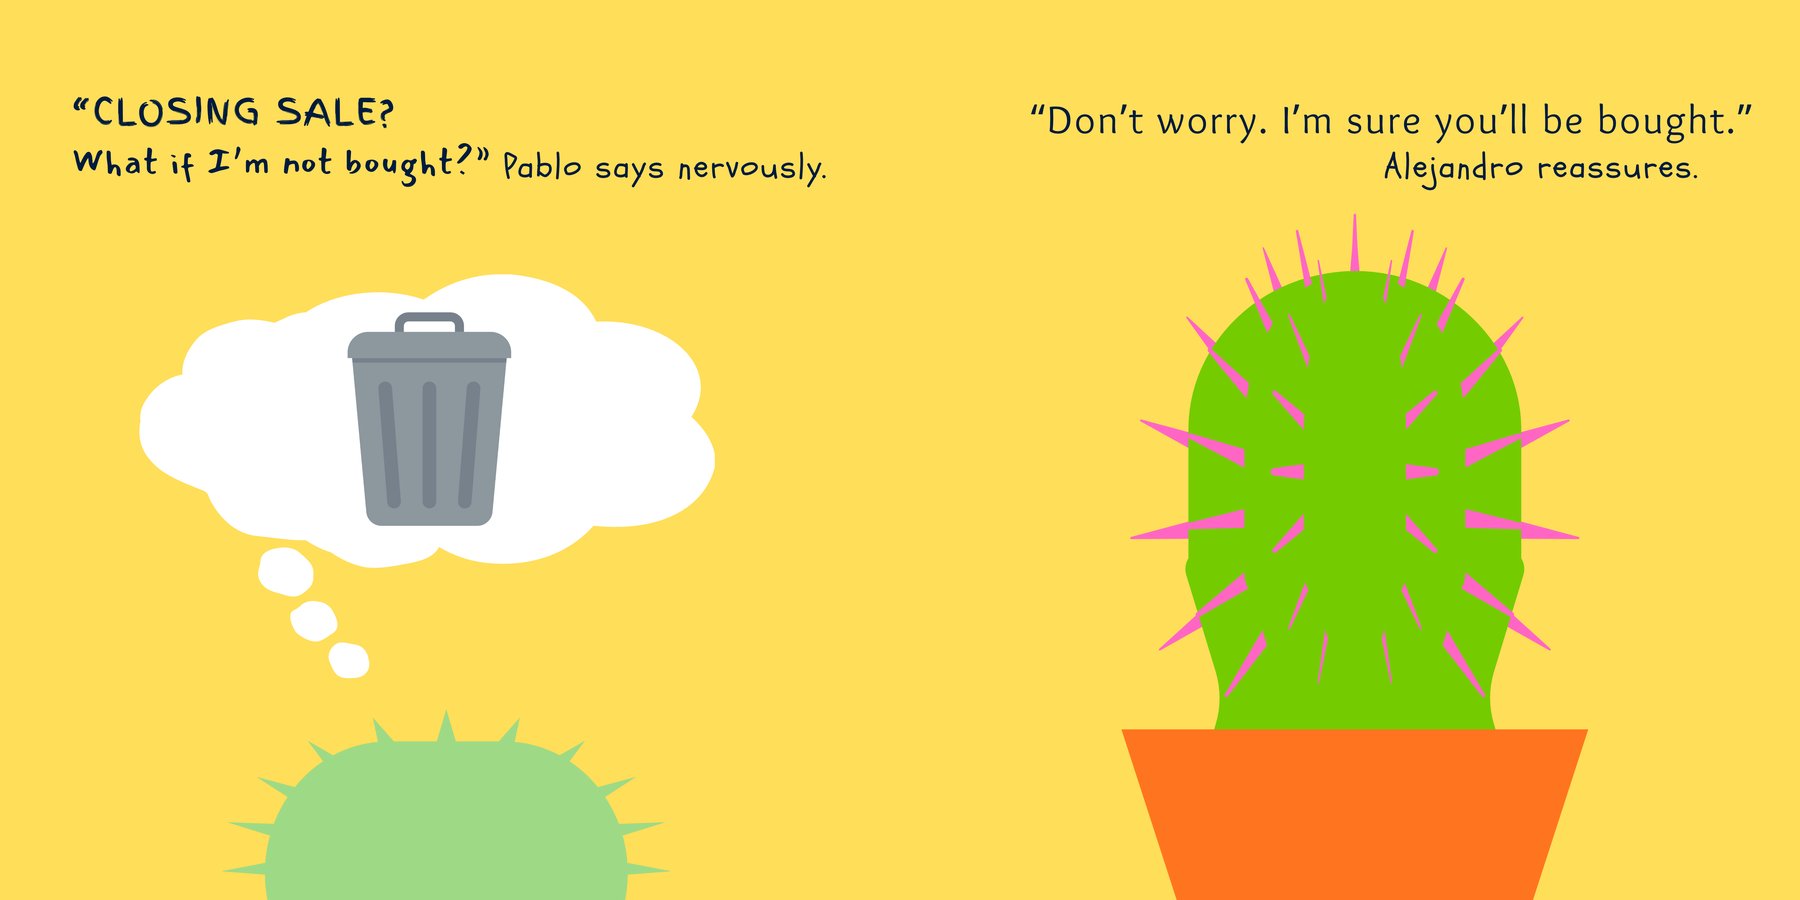 “CLOSING SALE?
What if I’m not bought?” Pablo says nervously.
“Don’t worry. I’m sure you’ll be bought.”
Alejandro reassures.